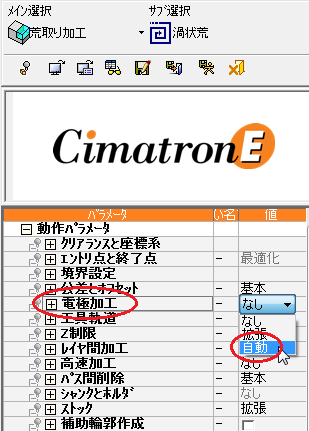 メイン選択
サブ選択
荒取り加工
渦状荒
CimatronE
パラメータ
い名
値
動作パラメータ
クリアランスと座標系
エントリ点と終了点 - 最適化
境界設定
公差とオフセット - 基本
電極加工 - なし
工具軌道 - なし
Z制限 - 拡張
レイヤ間加工 自動
高速加工 - なし
パス間削除 - 基本
シャンクとホルダ - なし
ストック - 拡張
補助輪郭作成 -